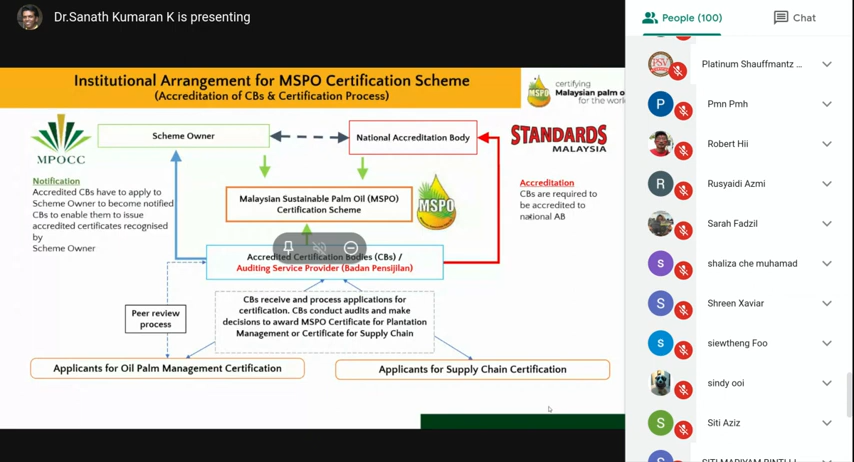 Dr.Sanath Kumaran K is presenting
Institutional Arrangement for MSPO Certification Scheme
(Accreditation of CBs & Certification Process)
MSPO
certifying
Malaysian palm o
for the worl
MPOCC
Scheme Owner
National Accreditation Body
STANDARDS
MALAYSIA
Notification
Accredited CBs have to apply to
Scheme Owner to become notified
CBs to enable them to issue
accredited certificates recognised
by
Scheme Owner
Malaysian Sustainable Palm Oil (MSPO)
Certification Scheme
MSPO
Accreditation
CBs are required to
be accredited to
national AB
Accredited Certification Bodies (CBs) /
Auditing Service Provider (Badan Pensijilan)
Peer review
process
CBs receive and process applications for
certification. CBs conduct audits and make
decisions to award MSPO Certificate for Plantation
Management or Certificate for Supply Chain
Applicants for Oil Palm Management Certification
Applicants for Supply Chain Certification
People (100)
Chat
PSV
Platinum Shauffmantz ...
P
Pmn Pmh
Robert Hii
R
Rusyaidi Azmi
Sarah Fadzil
s
shaliza che muhamad
S
Shreen Xaviar
s
siewtheng Foo
sindy ooi
S
Siti Aziz